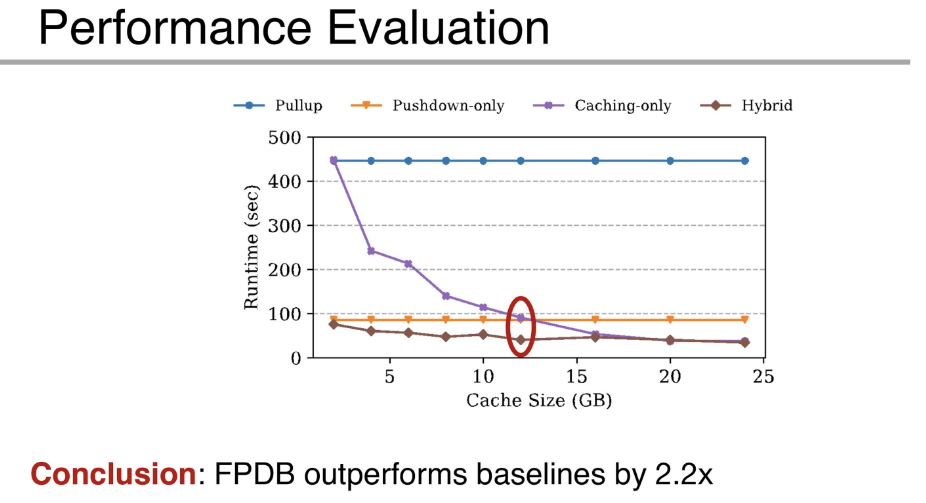 Performance Evaluation
Pullup Pushdown-only Caching-only Hybrid
500
400
300
200
100
0
Runtime (sec)
5 10 15 20 25
Cache Size (GB)
Conclusion: FPDB outperforms baselines by 2.2x